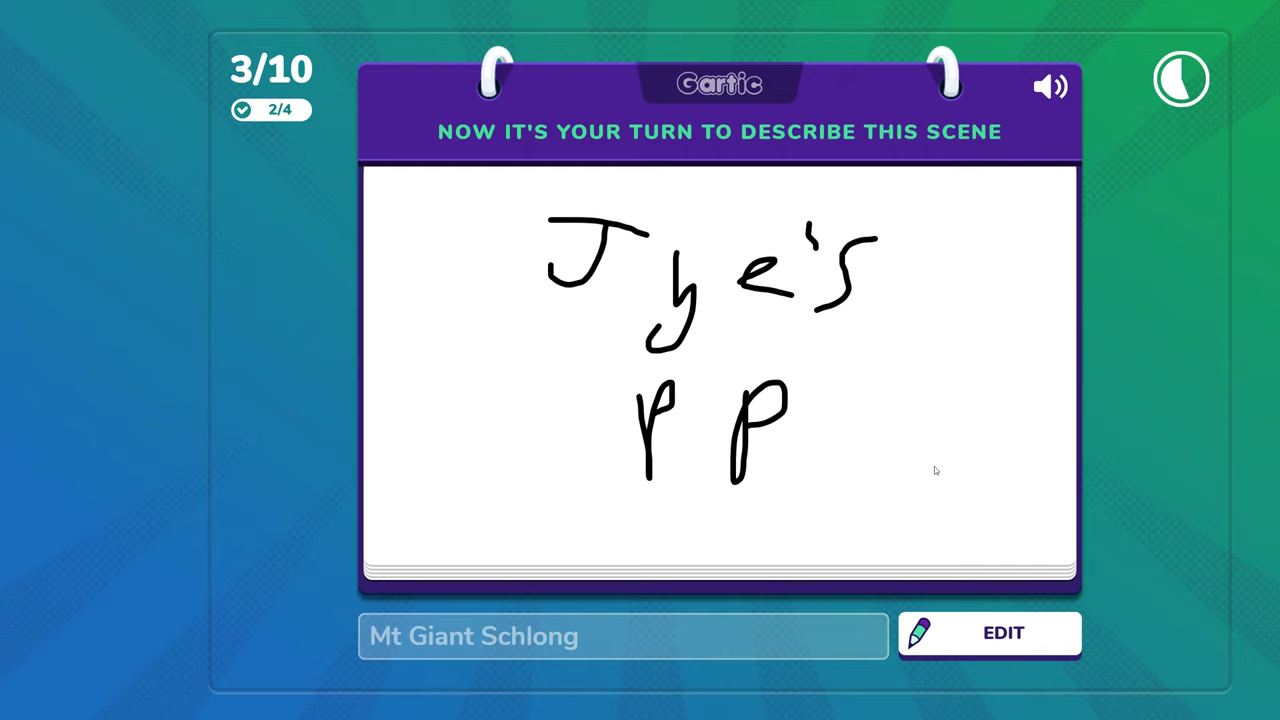 3/10
2/4
Gartic
NOW IT'S YOUR TURN TO DESCRIBE THIS SCENE
Jye's
PP
Mt Giant Schlong
EDIT